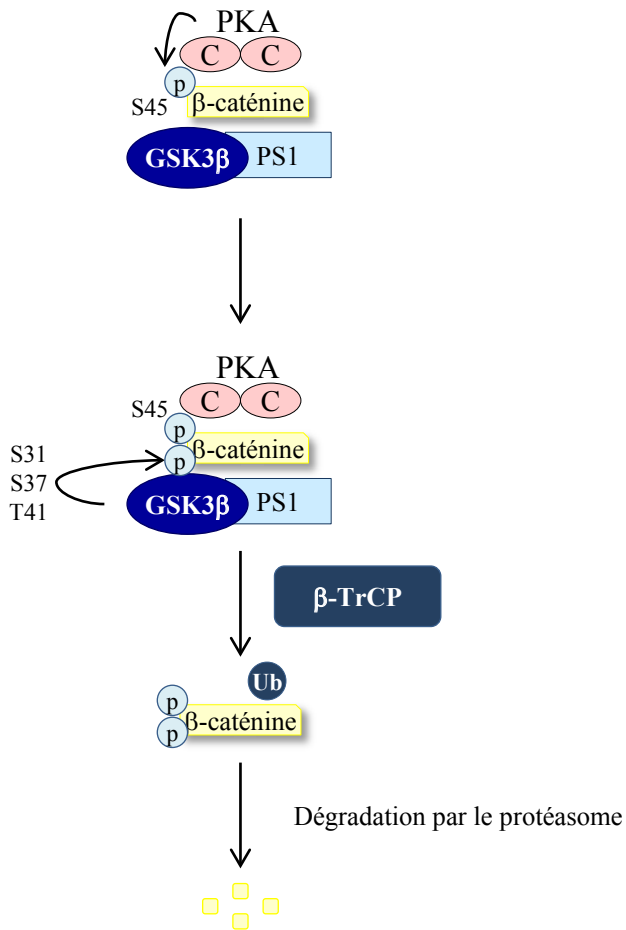 PKA
C C
p
S45
β-caténine
GSK3β PS1
PKA
C C
S45
p
β-caténine
p
S31
S37
T41
GSK3β PS1
β-TrCP
Ub
p
β-caténine
p
Dégradation par le protéasome